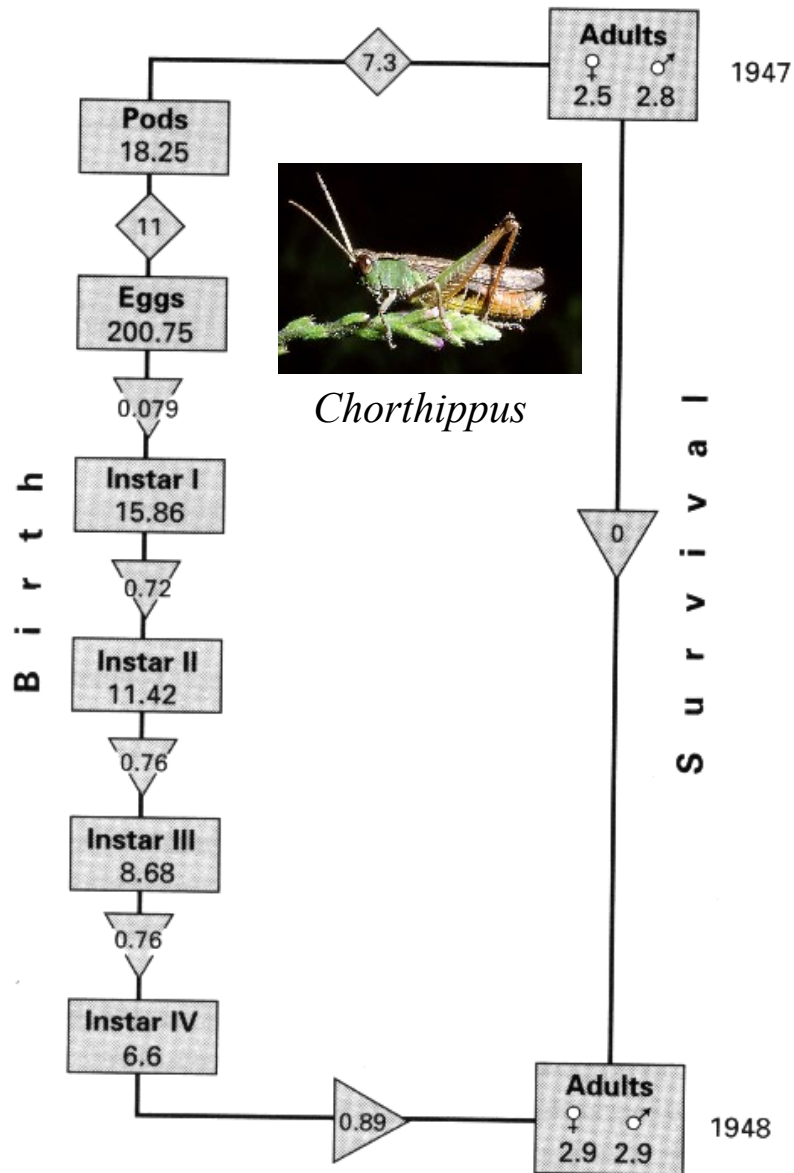 Adults
♀ ♂
2.5 2.8
1947
7.3
Pods
18.25
11
Eggs
200.75
0.079
Chorthippus
Instar I
15.86
0.72
Instar II
11.42
0.76
Instar III
8.68
0.76
Instar IV
6.6
0.89
Birth
Survival
0
Adults
♀ ♂
2.9 2.9
1948